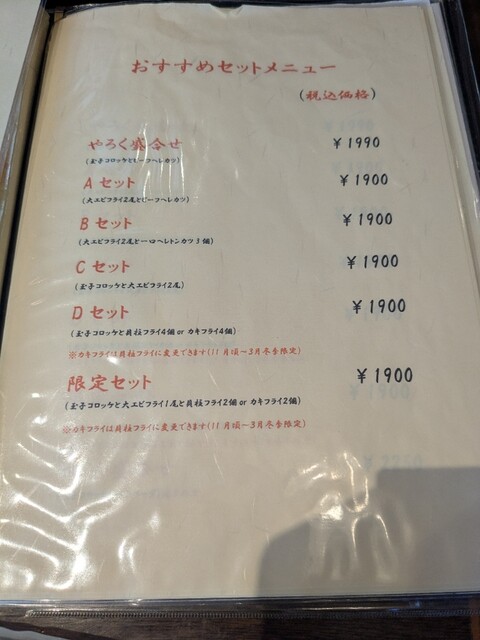 おすすめセットメニュー
(税込価格)
やろく盛合せ ¥1990
(玉子コロッケとビーフヘレカツ)
Aセット ¥1900
(大エビフライ2尾とビーフヘレカツ)
Bセット ¥1900
(大エビフライ2尾と一口ヘレトンカツ3個)
Cセット ¥1900
(玉子コロッケと大エビフライ2尾)
Dセット ¥1900
(玉子コロッケと貝柱フライ4個 or カキフライ4個)
※カキフライは貝柱フライに変更できます(11月頃~3月冬季限定)
限定セット ¥1900
(玉子コロッケと大エビフライ1尾と貝柱フライ2個 or カキフライ2個)
※カキフライは貝柱フライに変更できます(11月頃~3月冬季限定)